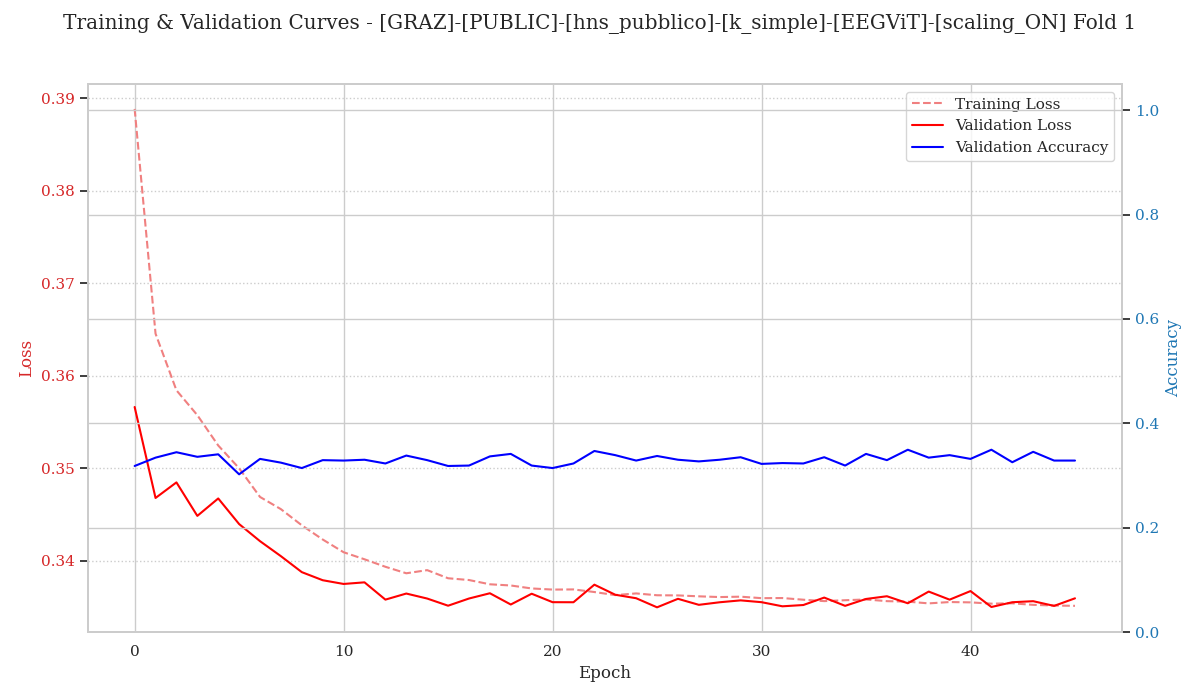 Training & Validation Curves - [GRAZ]-[PUBLIC]-[hns_pubblico]-[k_simple]-[EEGViT]-[scaling_ON] Fold 1
Training Loss
Validation Loss
Validation Accuracy
Loss
0.39
0.38
0.37
0.36
0.35
0.34
1.0
0.8
0.6
0.4
0.2
0.0
Accuracy
0
10
20
30
40
Epoch